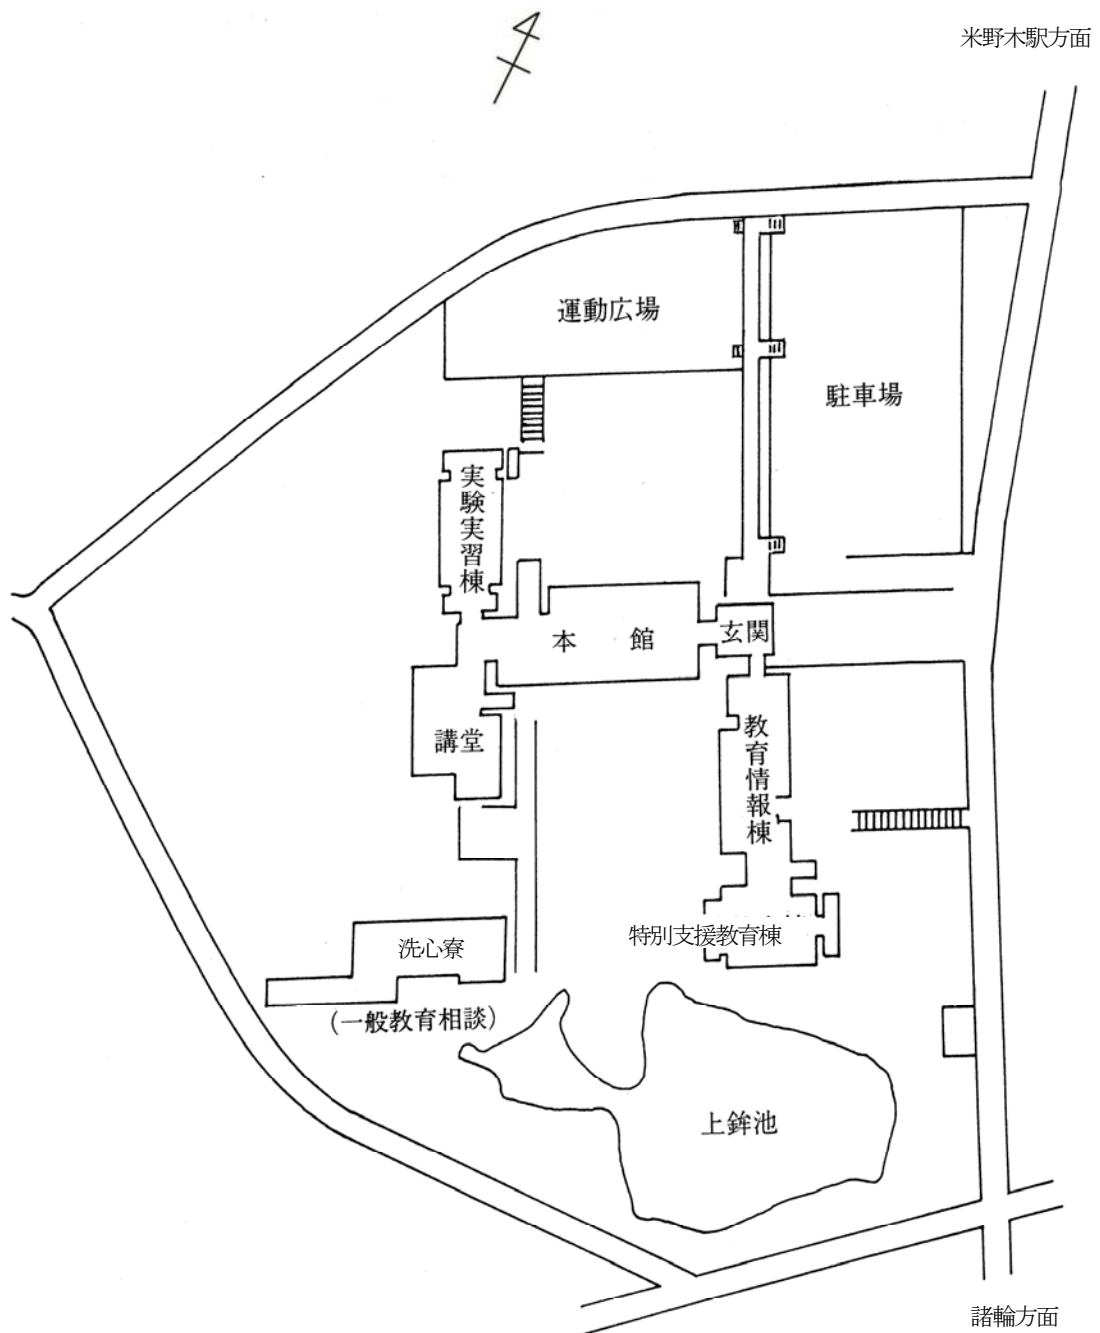 米野木駅方面
運動広場
駐車場
実験実習棟
本館
玄関
講堂
教育情報棟
特別支援教育棟
洗心寮
(一般教育相談)
上鉾池
諸輪方面